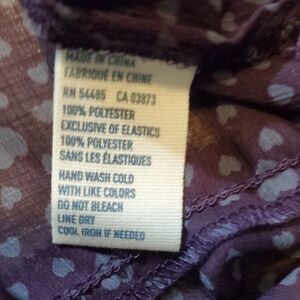 MADE IN CHINA
FABRIQUÉ EN CHINE
RN 54485 CA 03873
100% POLYESTER
EXCLUSIVE OF ELASTICS
100% POLYESTER
SANS LES ÉLASTIQUES
HAND WASH COLD
WITH LIKE COLORS
DO NOT BLEACH
LINE DRY
COOL IRON IF NEEDED